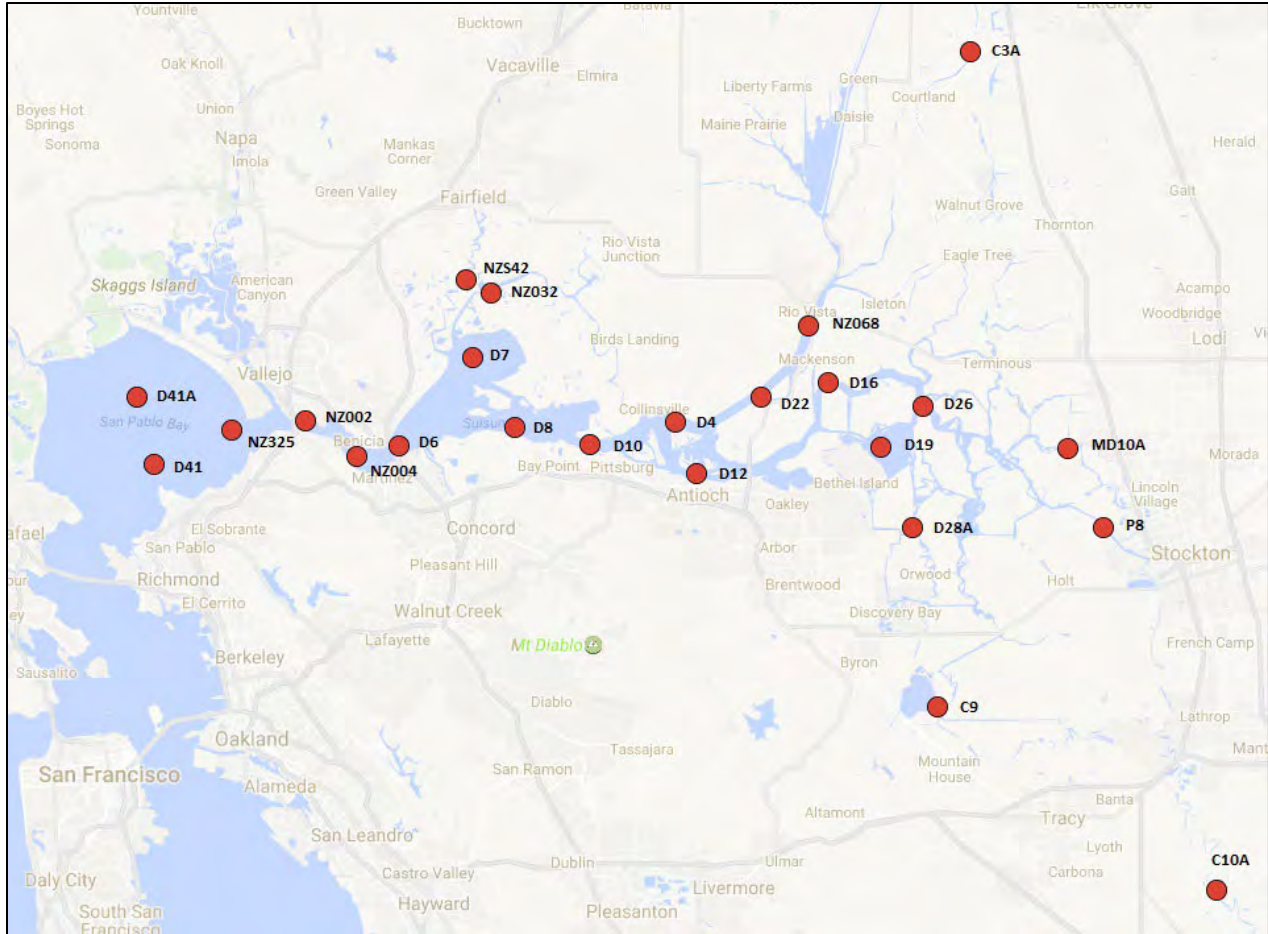 Yountville
Batavia
Bucktown
Oak Knoll
Vacaville
Elmira
C3A
Liberty Farms
Green
Courtland
Boyes Hot
Springs
Union
Maine Prairie
Daisie
Sonoma
Napa
Mankas
Corner
Herald
Imola
Green Valley
Fairfield
Galt
Walnut Grove
Thornton
Rio Vista
Junction
Eagle Tree
NZS42
NZ032
Skaggs Island
American
Canyon
Acampo
Woodbridge
Isleton
Rio Vista
NZ068
Lodi
Birds Landing
D7
Mackenson
Terminous
Vallejo
D16
D41A
Collinsville
D22
D26
San Pablo Bay
NZ002
D4
NZ325
Benicia
D6
D8
D10
D19
MD10A
Morada
D41
NZ004
Martinez
Bay Point
Pittsburg
D12
Bethel Island
Antioch
Lincoln
Village
Oakley
El Sobrante
Concord
D28A
P8
San Pablo
Arbor
Stockton
Richmond
Pleasant Hill
Brentwood
Orwood
Holt
El Cerrito
Walnut Creek
Discovery Bay
Lafayette
Mt Diablo
French Camp
Berkeley
Byron
Sausalito
Diablo
C9
Lathrop
Oakland
Tassajara
Mountain
House
San Francisco
San Ramon
Alameda
Banta
Altamont
Tracy
San Leandro
Lyoth
Dublin
Ulmar
C10A
Castro Valley
Carbona
Daly City
Livermore
Hayward
South San
Francisco
Pleasanton